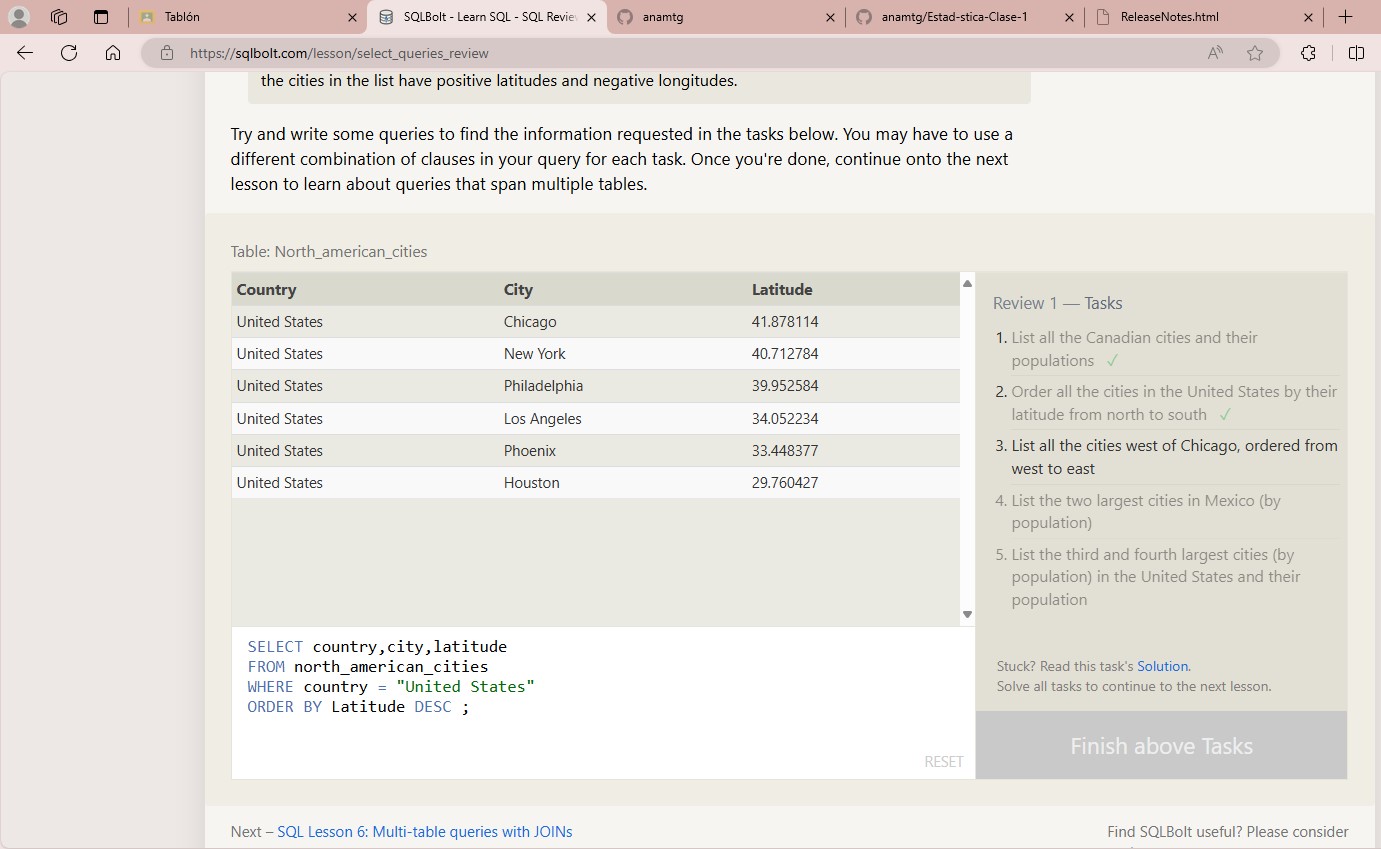 Tablón
SQLBolt - Learn SQL - SQL Review
anamtg
anamtg/Estad-stica-Clase-1
ReleaseNotes.html
https://sqlbolt.com/lesson/select_queries_review
the cities in the list have positive latitudes and negative longitudes.
Try and write some queries to find the information requested in the tasks below. You may have to use a
different combination of clauses in your query for each task. Once you're done, continue onto the next
lesson to learn about queries that span multiple tables.
Table: North_american_cities
Country City Latitude
United States Chicago 41.878114
United States New York 40.712784
United States Philadelphia 39.952584
United States Los Angeles 34.052234
United States Phoenix 33.448377
United States Houston 29.760427
SELECT country,city,latitude
FROM north_american_cities
WHERE country = "United States"
ORDER BY Latitude DESC ;
RESET
Review 1 — Tasks
1. List all the Canadian cities and their
populations ✓
2. Order all the cities in the United States by their
latitude from north to south ✓
3. List all the cities west of Chicago, ordered from
west to east
4. List the two largest cities in Mexico (by
population)
5. List the third and fourth largest cities (by
population) in the United States and their
population
Stuck? Read this task's Solution.
Solve all tasks to continue to the next lesson.
Finish above Tasks
Next – SQL Lesson 6: Multi-table queries with JOINs
Find SQLBolt useful? Please consider